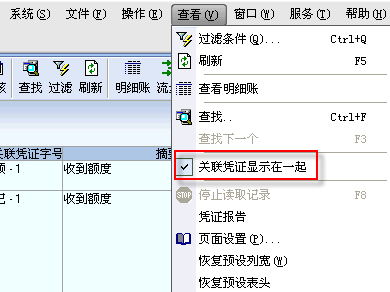 系统(S) 文件(F) 操作(E) 查看(V) 窗口(W) 服务(T) 帮助(H)
查找 过滤 刷新 明细账
过滤条件(Q)... Ctrl+Q
刷新 F5
查看明细账
查找.. Ctrl+F
查找下一个 F3
关联凭证显示在一起
停止读取记录 F8
凭证报告
页面设置(P)...
恢复预设列宽(W)
恢复预设表头
关联凭证字号 摘
- 1 收到额度
记 - 1 收到额度